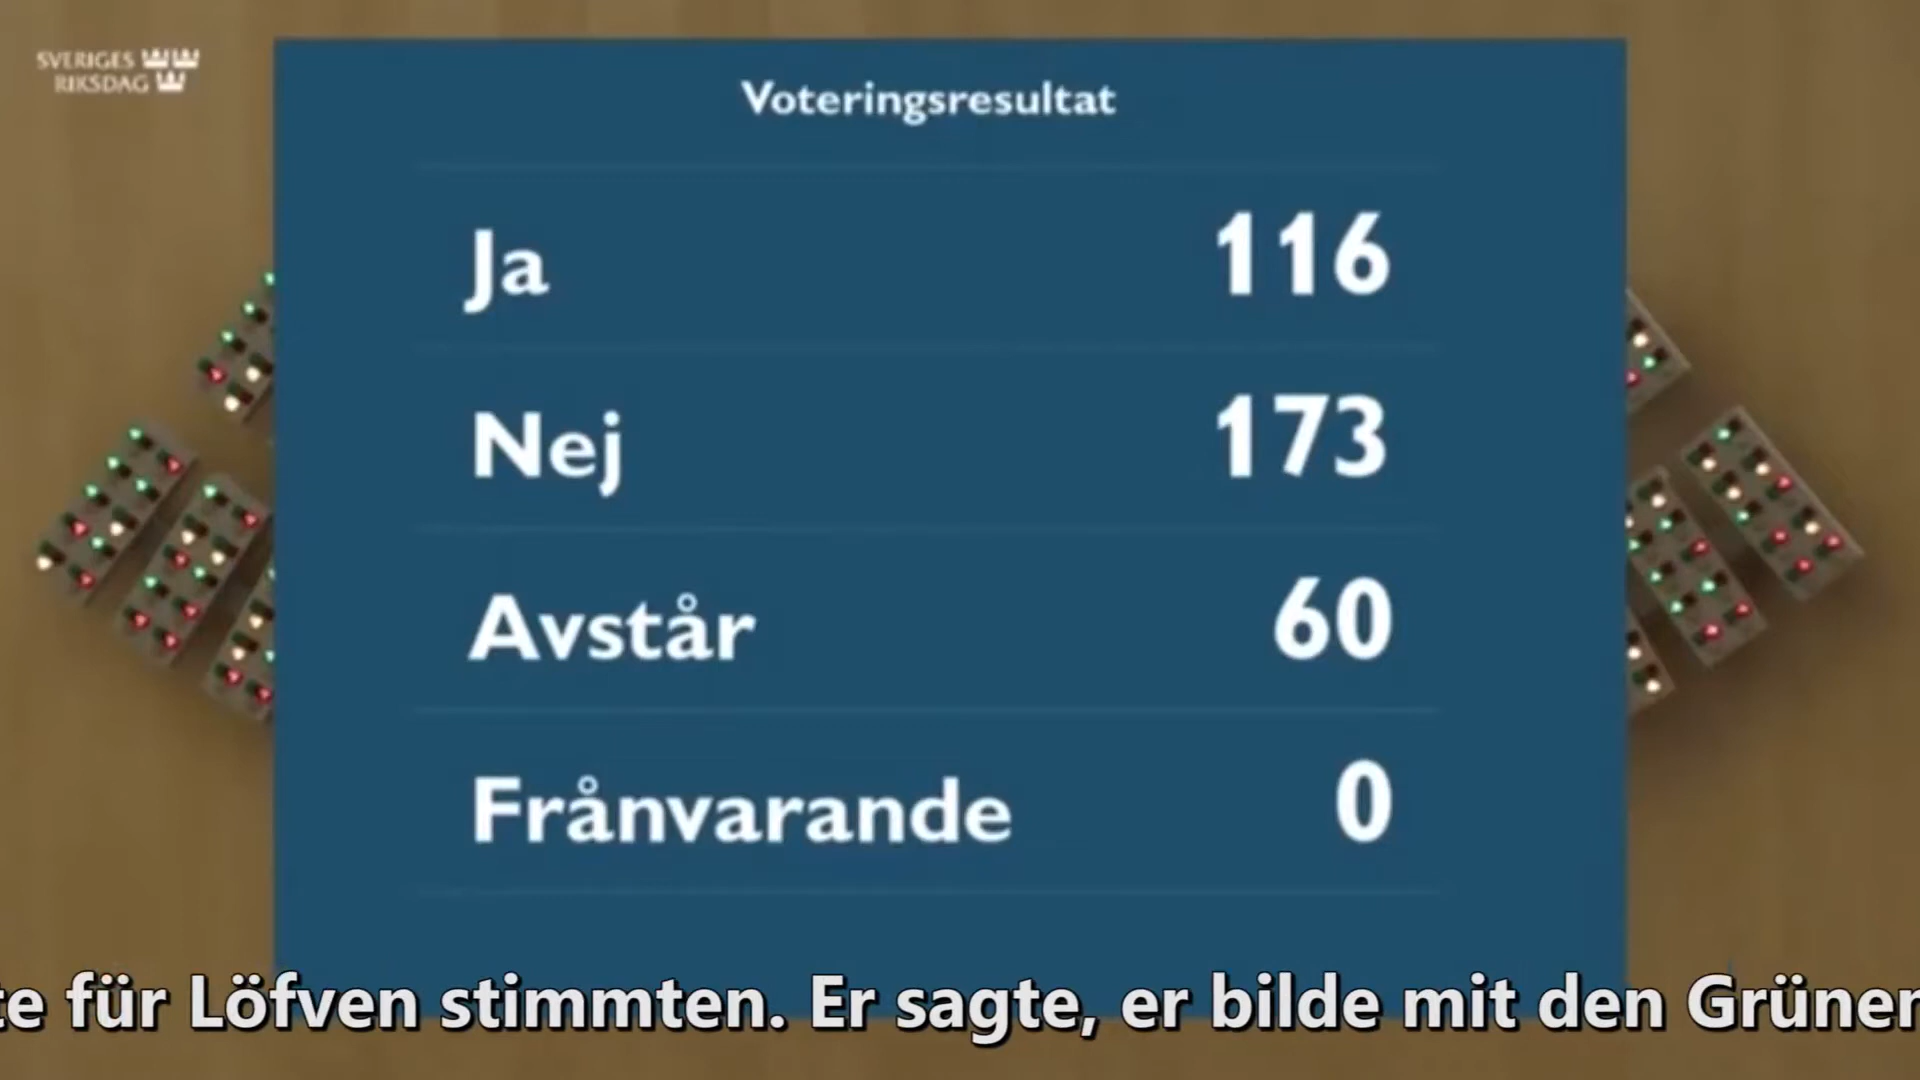 SVERIGES
RIKSDAG
Voteringsresultat
Ja 116
Nej 173
Avstår 60
Frånvarande 0
für Löfven stimmten. Er sagte, er bilde mit den Grünen